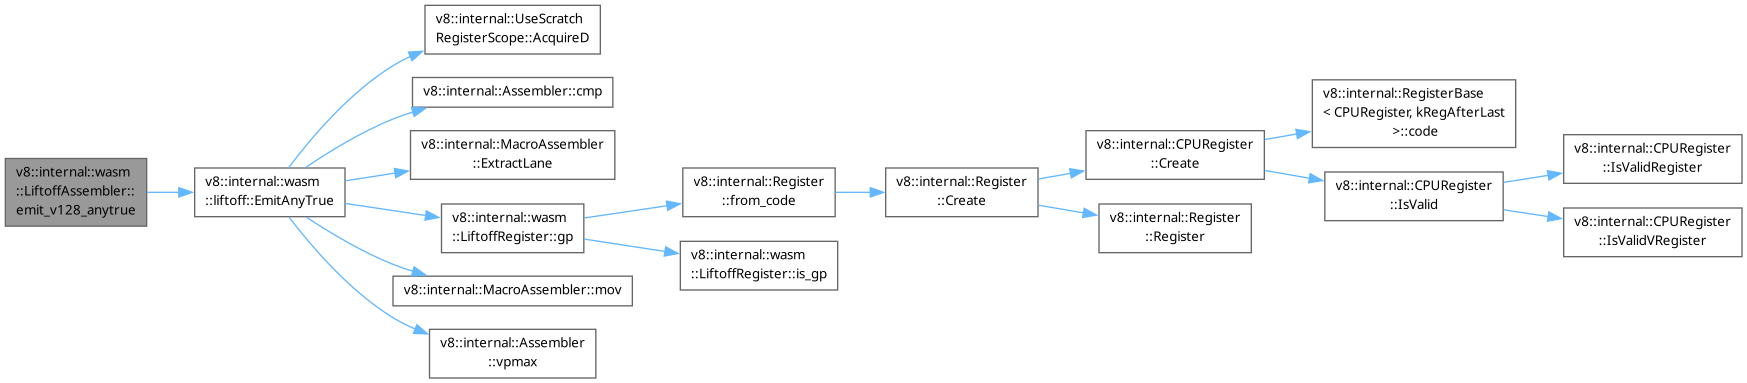 v8::internal::wasm
::LiftoffAssembler::
emit_v128_anytrue
v8::internal::wasm
::liftoff::EmitAnyTrue
v8::internal::UseScratch
RegisterScope::AcquireD
v8::internal::Assembler::cmp
v8::internal::MacroAssembler
::ExtractLane
v8::internal::wasm
::LiftoffRegister::gp
v8::internal::MacroAssembler::mov
v8::internal::Assembler
::vpmax
v8::internal::Register
::from_code
v8::internal::wasm
::LiftoffRegister::is_gp
v8::internal::Register
::Create
v8::internal::CPURegister
::Create
v8::internal::Register
::Register
v8::internal::RegisterBase
< CPURegister, kRegAfterLast
>::code
v8::internal::CPURegister
::IsValid
v8::internal::CPURegister
::IsValidRegister
v8::internal::CPURegister
::IsValidVRegister